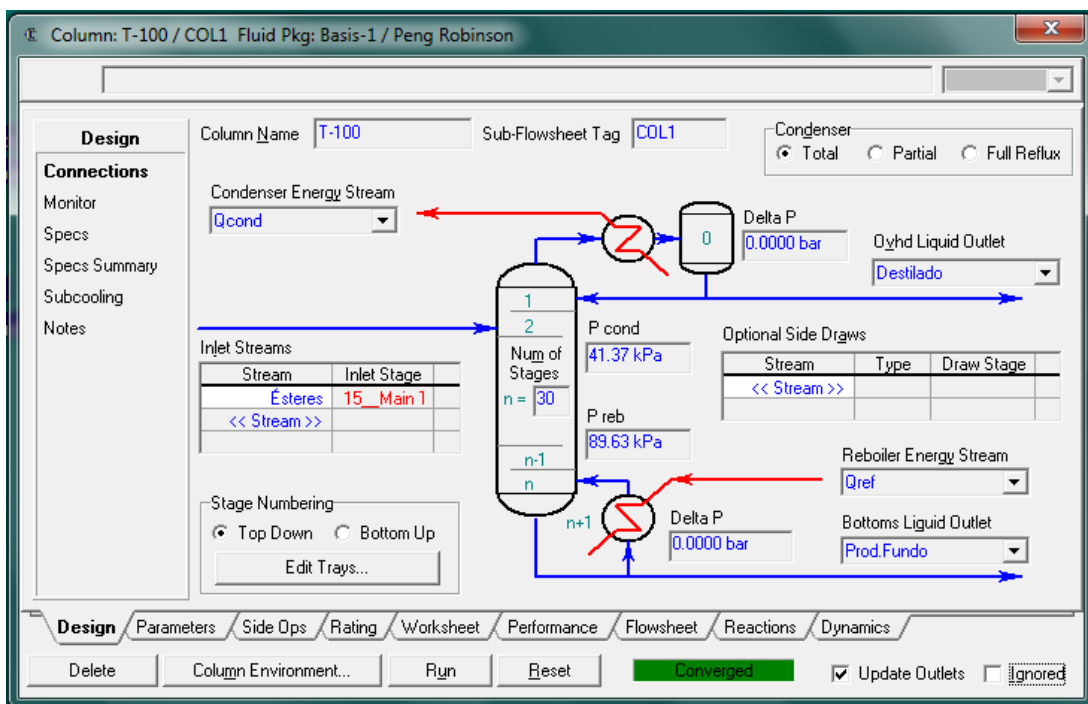 Column: T-100 / COL1 Fluid Pkg: Basis-1 / Peng Robinson
Design
Connections
Monitor
Specs
Specs Summary
Subcooling
Notes
Column Name T-100
Sub-Flowsheet Tag COL1
Condenser
Total Partial Full Reflux
Condenser Energy Stream
Qcond
0
Delta P
0.0000 bar
Ovhd Liquid Outlet
Destilado
Inlet Streams
Stream Inlet Stage
Ésteres 15__Main T
<< Stream >>
1
2
Num of
Stages
n = 30
n-1
n
n+1
P cond
41.37 kPa
P reb
89.63 kPa
Optional Side Draws
Stream Type Draw Stage
<< Stream >>
Reboiler Energy Stream
Qref
Delta P
0.0000 bar
Bottoms Liquid Outlet
Prod.Fundo
Stage Numbering
Top Down Bottom Up
Edit Trays...
Design Parameters Side Ops Rating Worksheet Performance Flowsheet Reactions Dynamics
Delete Column Environment... Run Reset Converged Update Outlets Ignored